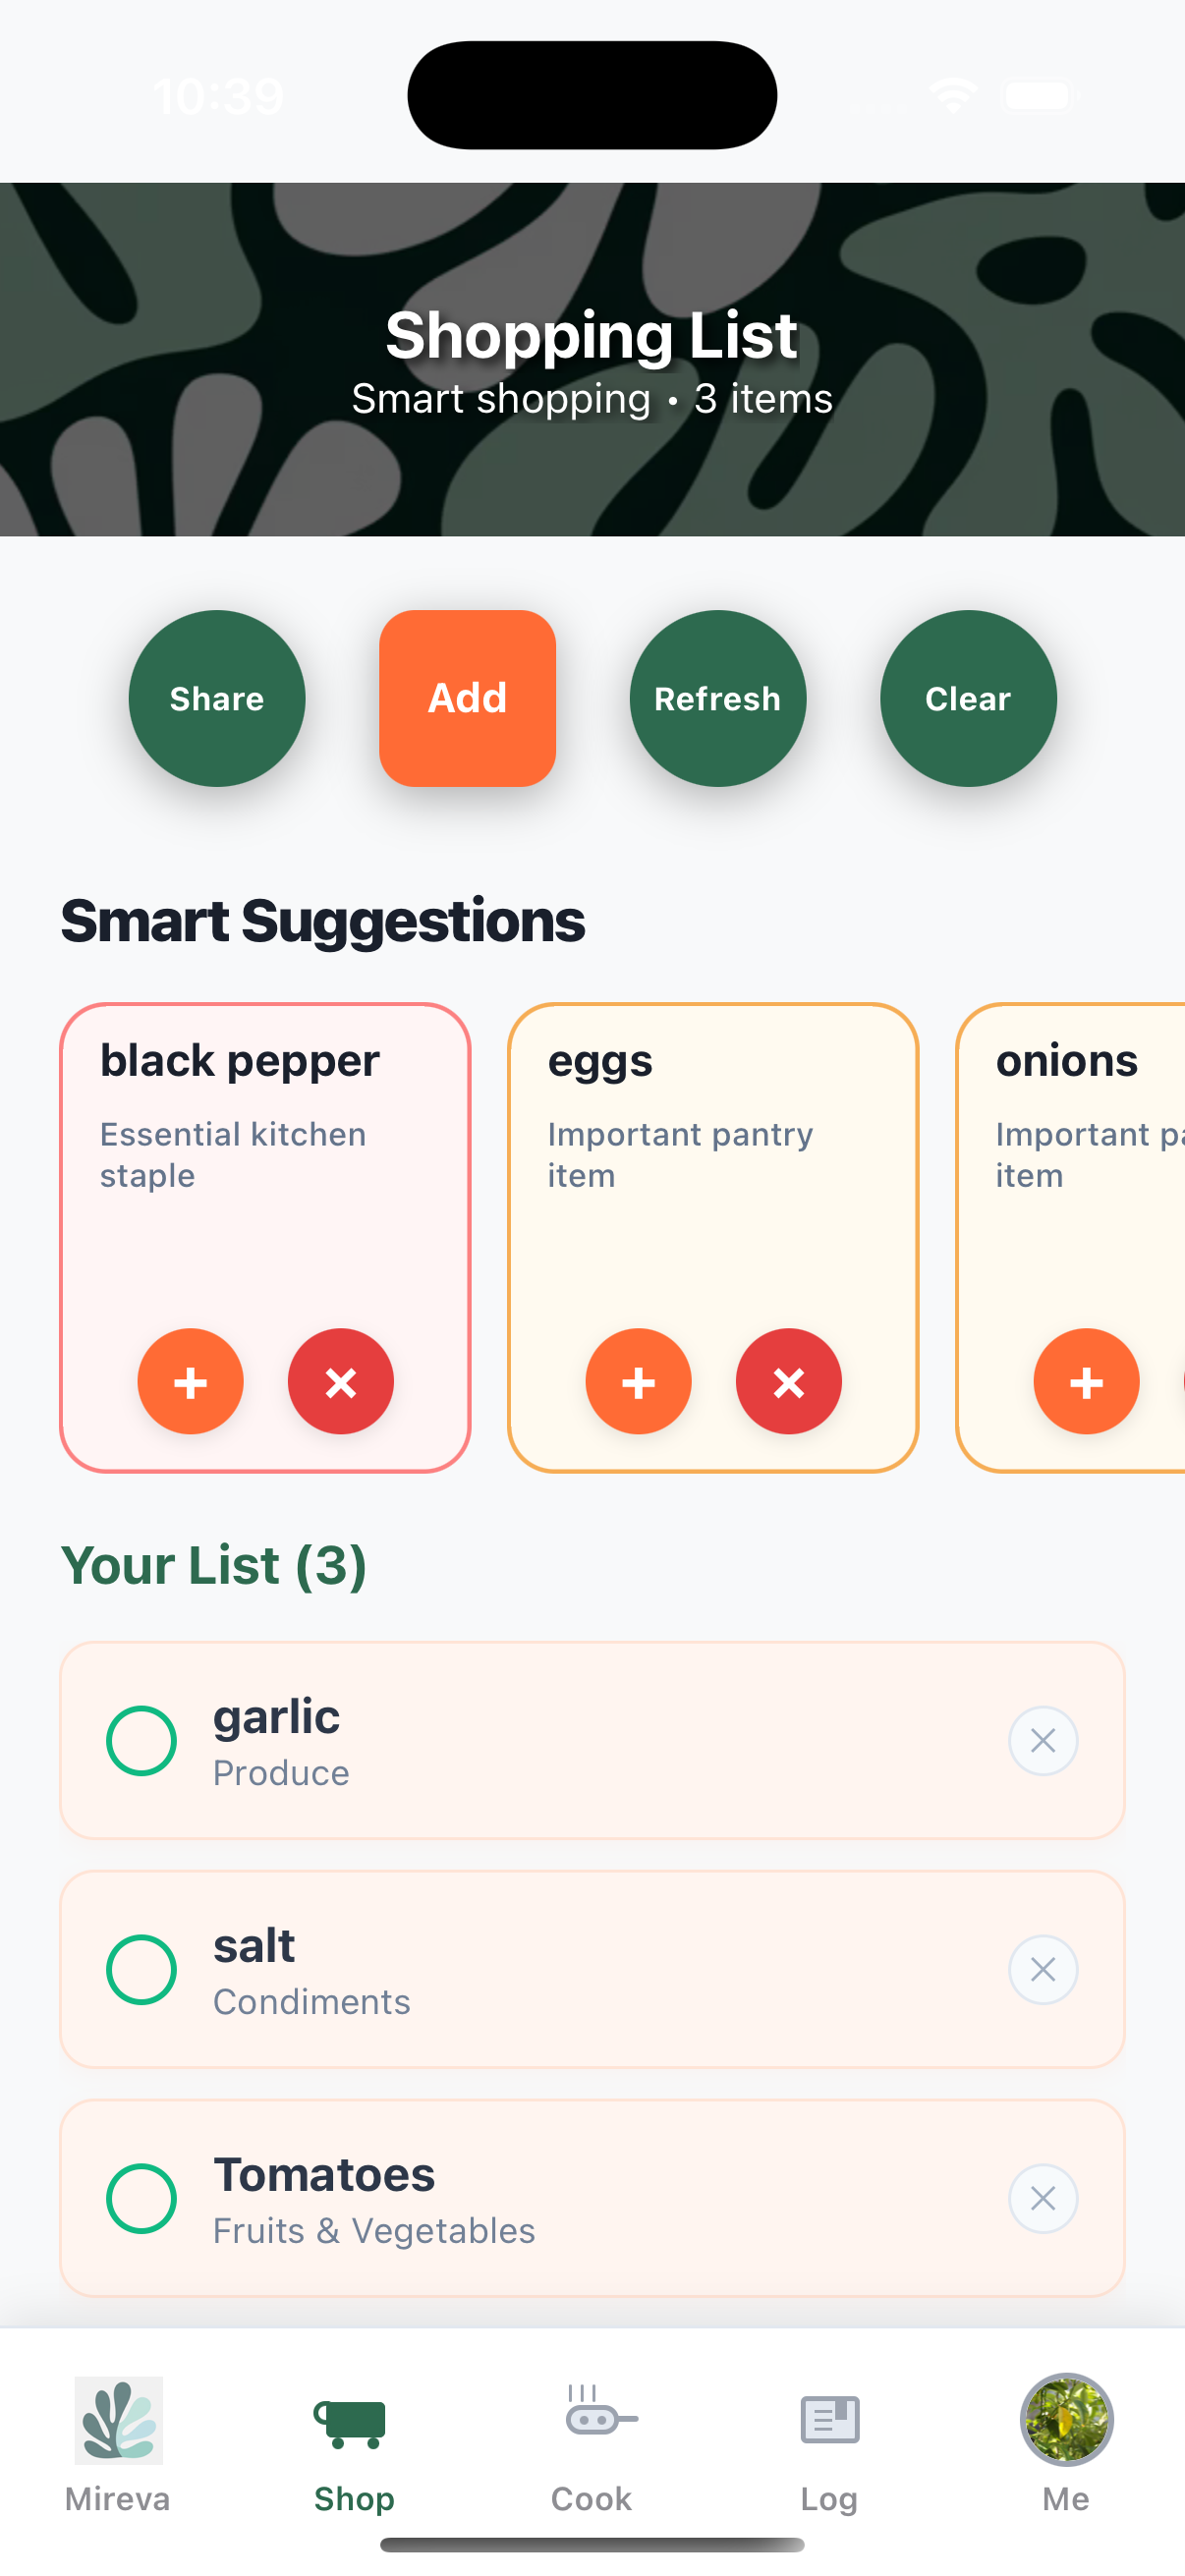 10:39
Shopping List
Smart shopping • 3 items
Share
Add
Refresh
Clear
Smart Suggestions
black pepper
Essential kitchen
staple
eggs
Important pantry
item
onions
Important pa
item
Your List (3)
garlic
Produce
salt
Condiments
Tomatoes
Fruits & Vegetables
Mireva
Shop
Cook
Log
Me